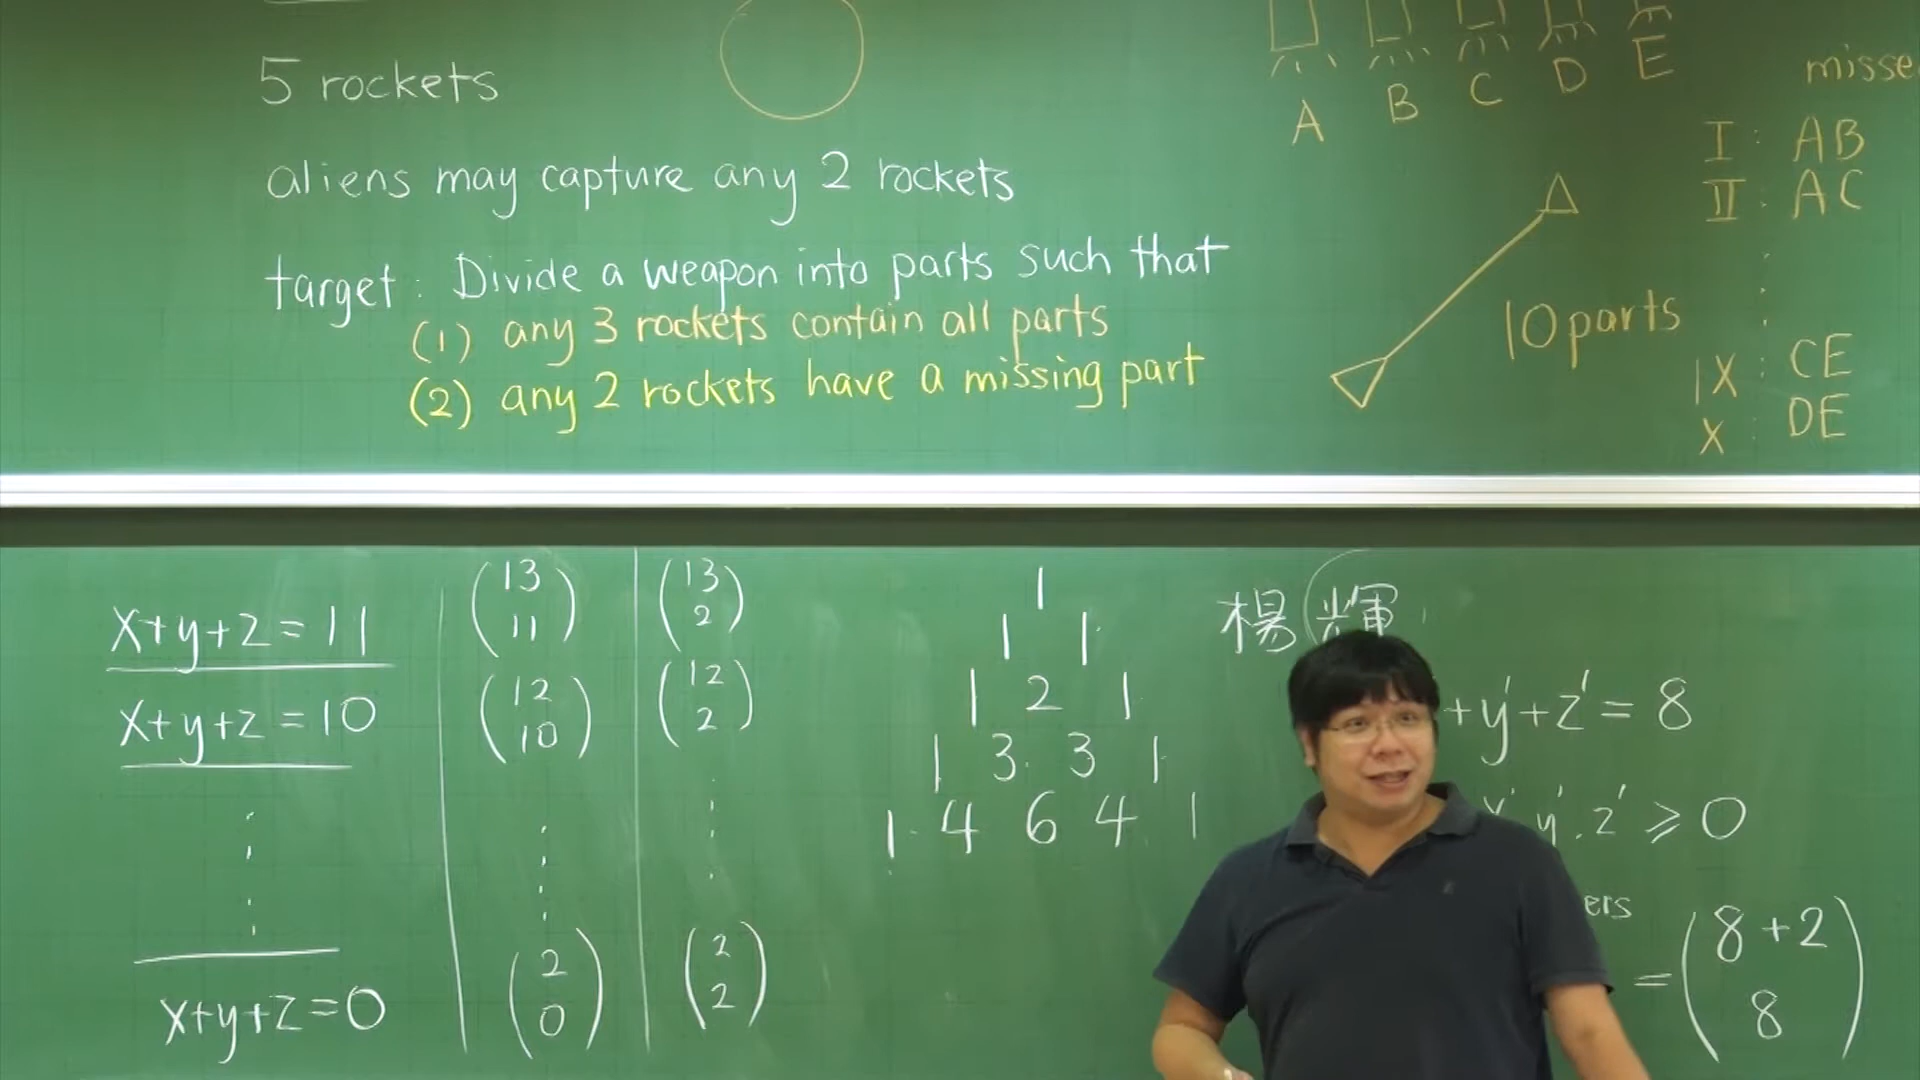 5 rockets
aliens may capture any 2 rockets
target : Divide a weapon into parts such that
(1) any 3 rockets contain all parts
(2) any 2 rockets have a missing part
A B C D E
10 parts
I : AB
II : AC
IX : CE
X : DE
x+y+z=11 (13 11) (13 2)
x+y+z=10 (12 10) (12 2)
x+y+z=0 (2 0) (2 2)
1
1 1
1 2 1
1 3 3 1
1 4 6 4 1
楊輝
+y'+z'=8
x', y', z' ⩾ 0
= (8+2 8)